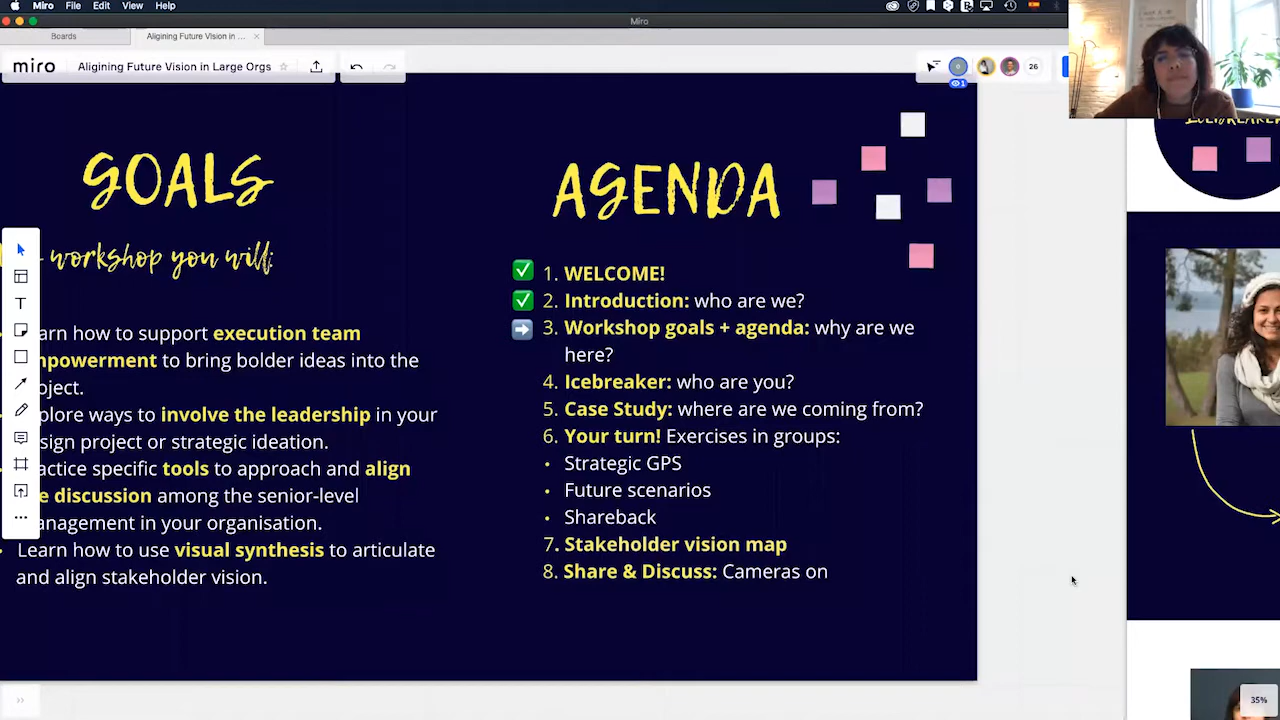 Miro File Edit View Help
Miro
Boards
Aligining Future Vision in ...
miro
Aligining Future Vision in Large Orgs
26
1
GOALS
workshop you will:
arn how to support execution team
mpowerment to bring bolder ideas into the
oject.
plore ways to involve the leadership in your
sign project or strategic ideation.
actice specific tools to approach and align
e discussion among the senior-level
anagement in your organisation.
• Learn how to use visual synthesis to articulate
and align stakeholder vision.
AGENDA
1. WELCOME!
2. Introduction: who are we?
3. Workshop goals + agenda: why are we
here?
4. Icebreaker: who are you?
5. Case Study: where are we coming from?
6. Your turn! Exercises in groups:
• Strategic GPS
• Future scenarios
• Shareback
7. Stakeholder vision map
8. Share & Discuss: Cameras on
35%